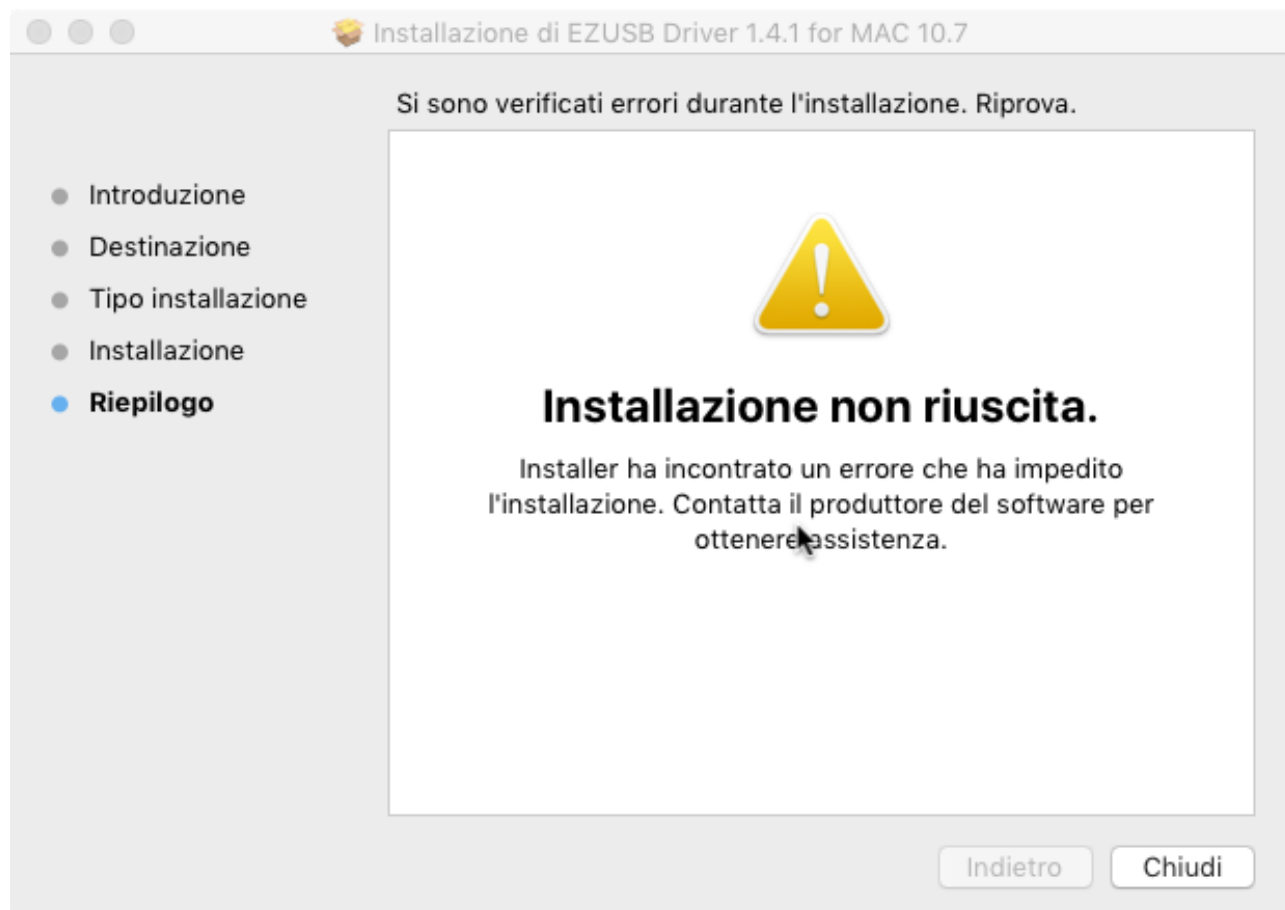 Installazione di EZUSB Driver 1.4.1 for MAC 10.7
Si sono verificati errori durante l'installazione. Riprova.
Introduzione
Destinazione
Tipo installazione
Installazione
Riepilogo
Installazione non riuscita.
Installer ha incontrato un errore che ha impedito
l'installazione. Contatta il produttore del software per
ottenere assistenza.
Indietro
Chiudi